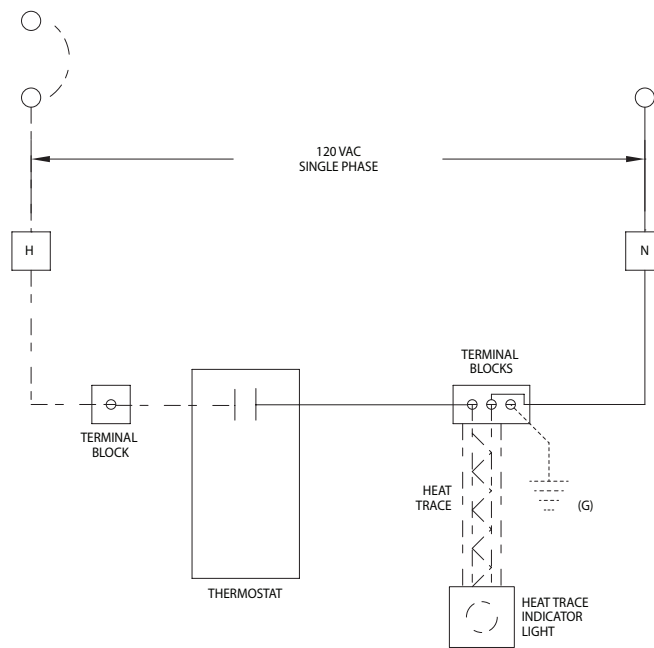 120 VAC
SINGLE PHASE
H
N
TERMINAL
BLOCKS
TERMINAL
BLOCK
HEAT
TRACE
(G)
THERMOSTAT
HEAT TRACE
INDICATOR
LIGHT